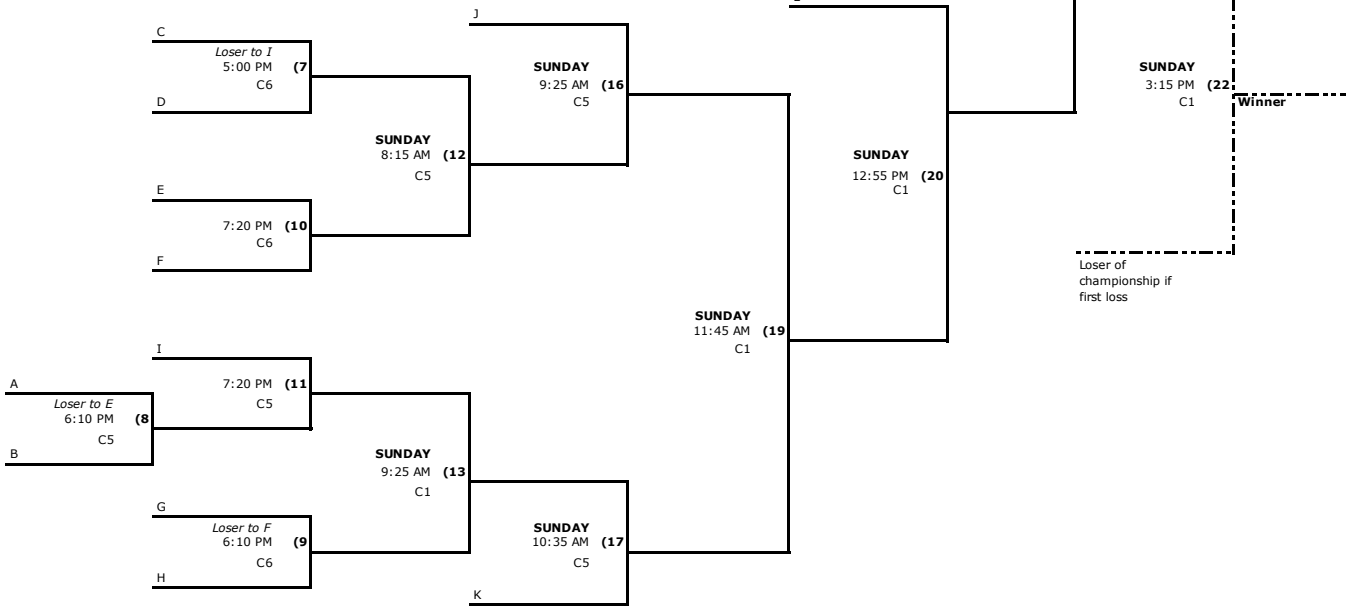 J
C
Loser to I
5:00 PM (7
C6
D
SUNDAY
9:25 AM (16
C5
SUNDAY
3:15 PM (22
C1
Winner
SUNDAY
8:15 AM (12
C5
SUNDAY
12:55 PM (20
C1
E
7:20 PM (10
C6
F
Loser of
championship if
first loss
SUNDAY
11:45 AM (19
C1
I
7:20 PM (11
C5
A
Loser to E
6:10 PM (8
C5
B
SUNDAY
9:25 AM (13
C1
G
Loser to F
6:10 PM (9
C6
H
SUNDAY
10:35 AM (17
C5
K